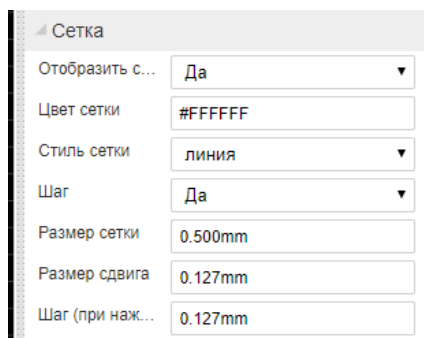 Сетка
Отобразить с... Да
Цвет сетки #FFFFFF
Стиль сетки линия
Шаг Да
Размер сетки 0.500mm
Размер сдвига 0.127mm
Шаг (при наж... 0.127mm